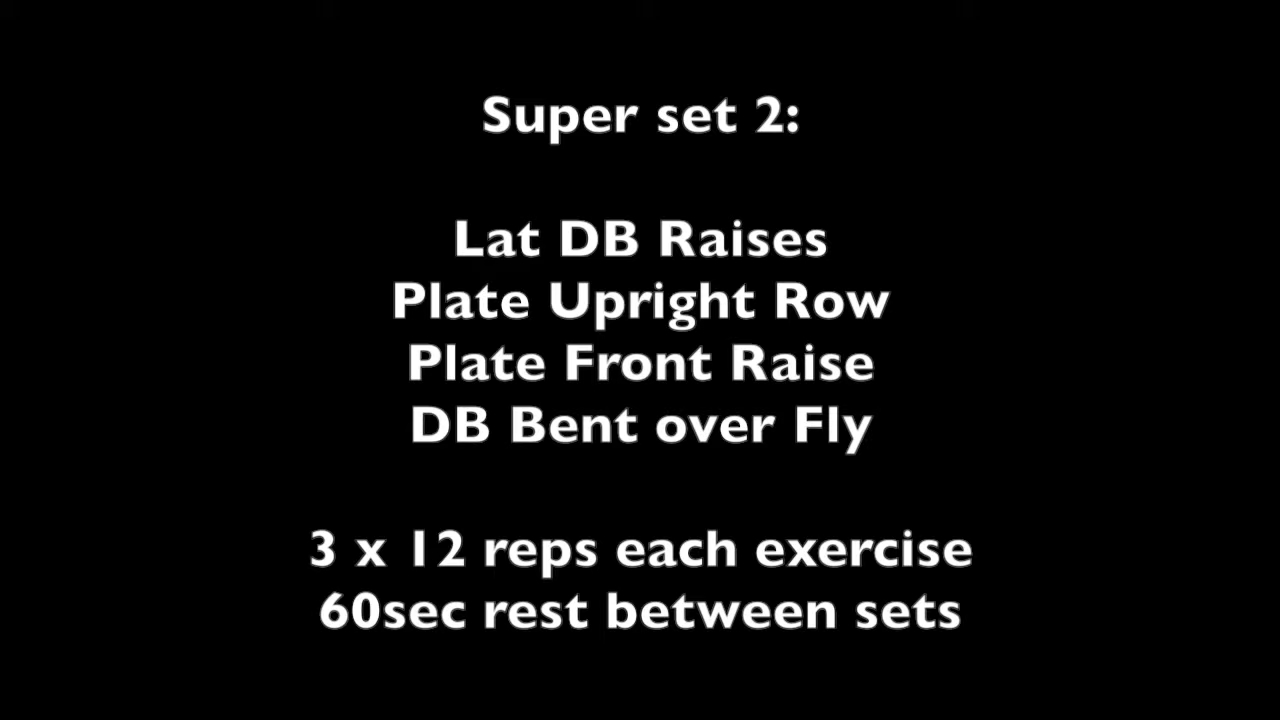 Super set 2:
Lat DB Raises
Plate Upright Row
Plate Front Raise
DB Bent over Fly
3 x 12 reps each exercise
60sec rest between sets